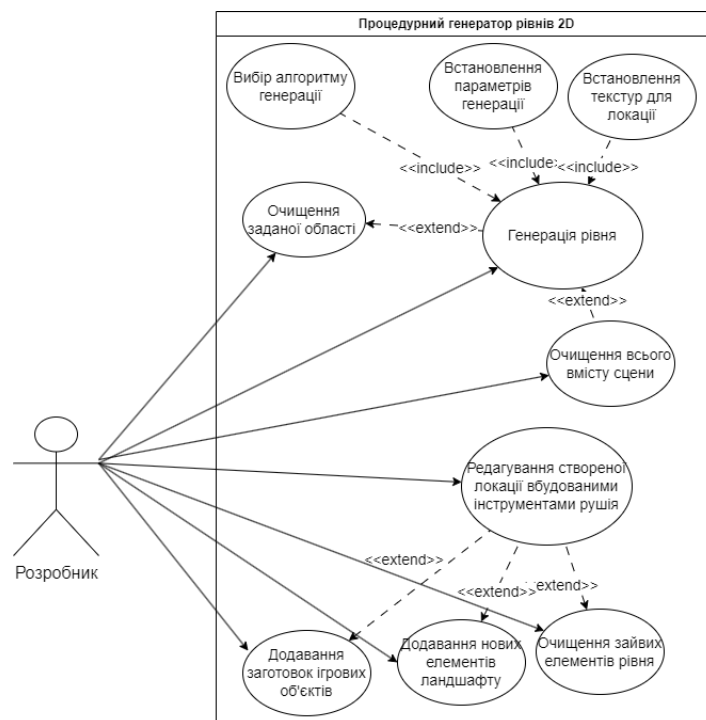 Процедурний генератор рівнів 2D
Вибір алгоритму
генерації
Встановлення
параметрів
генерації
Встановлення
текстур для
локації
<<include>>
<<include>>
<<include>>
Очищення
заданої області
<<extend>>
Генерація рівня
<<extend>>
Очищення всього
вмісту сцени
Редагування створеної
локації вбудованими
інструментами рушія
Розробник
<<extend>>
<<extend>>
<<extend>>
Додавання
заготовок ігрових
об'єктів
Додавання нових
елементів
ландшафту
Очищення зайвих
елементів рівня